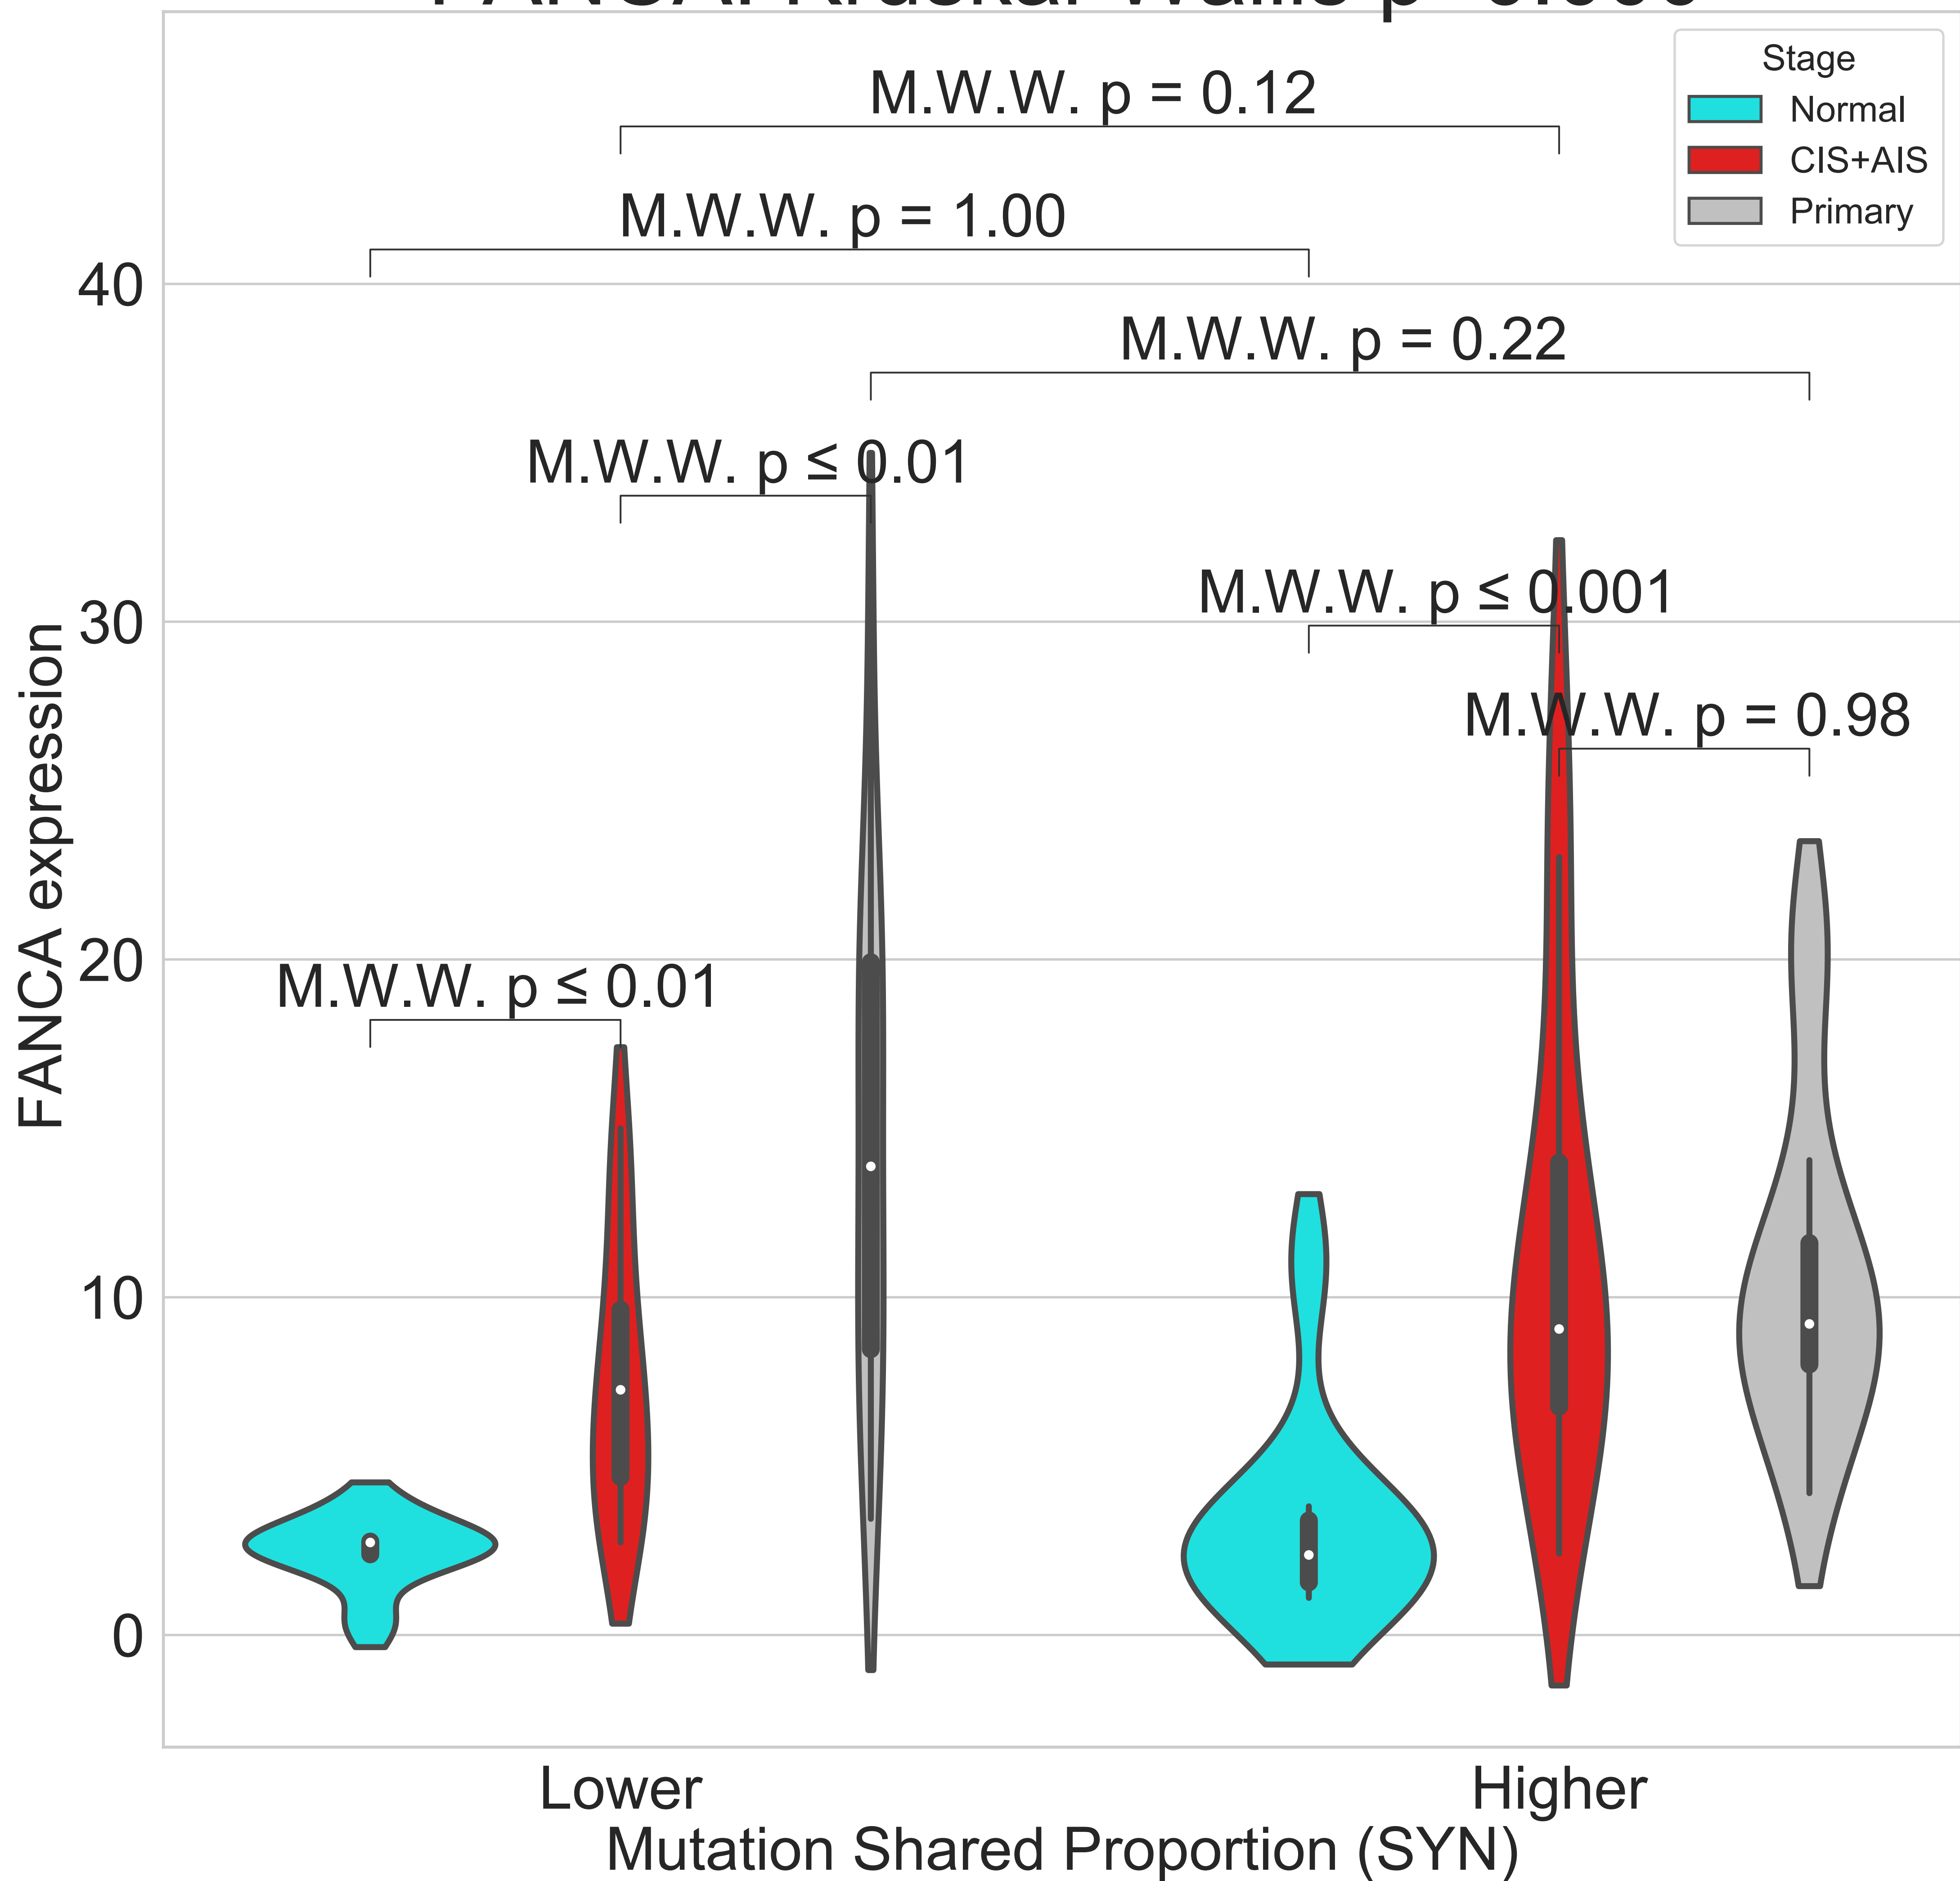 Stage
Normal
CIS+AIS
Primary
M.W.W. p = 0.12
M.W.W. p = 1.00
M.W.W. p = 0.22
M.W.W. p ≤ 0.01
M.W.W. p ≤ 0.001
M.W.W. p = 0.98
M.W.W. p ≤ 0.01
FANCA expression
40
30
20
10
0
Lower
Higher
Mutation Shared Proportion (SYN)